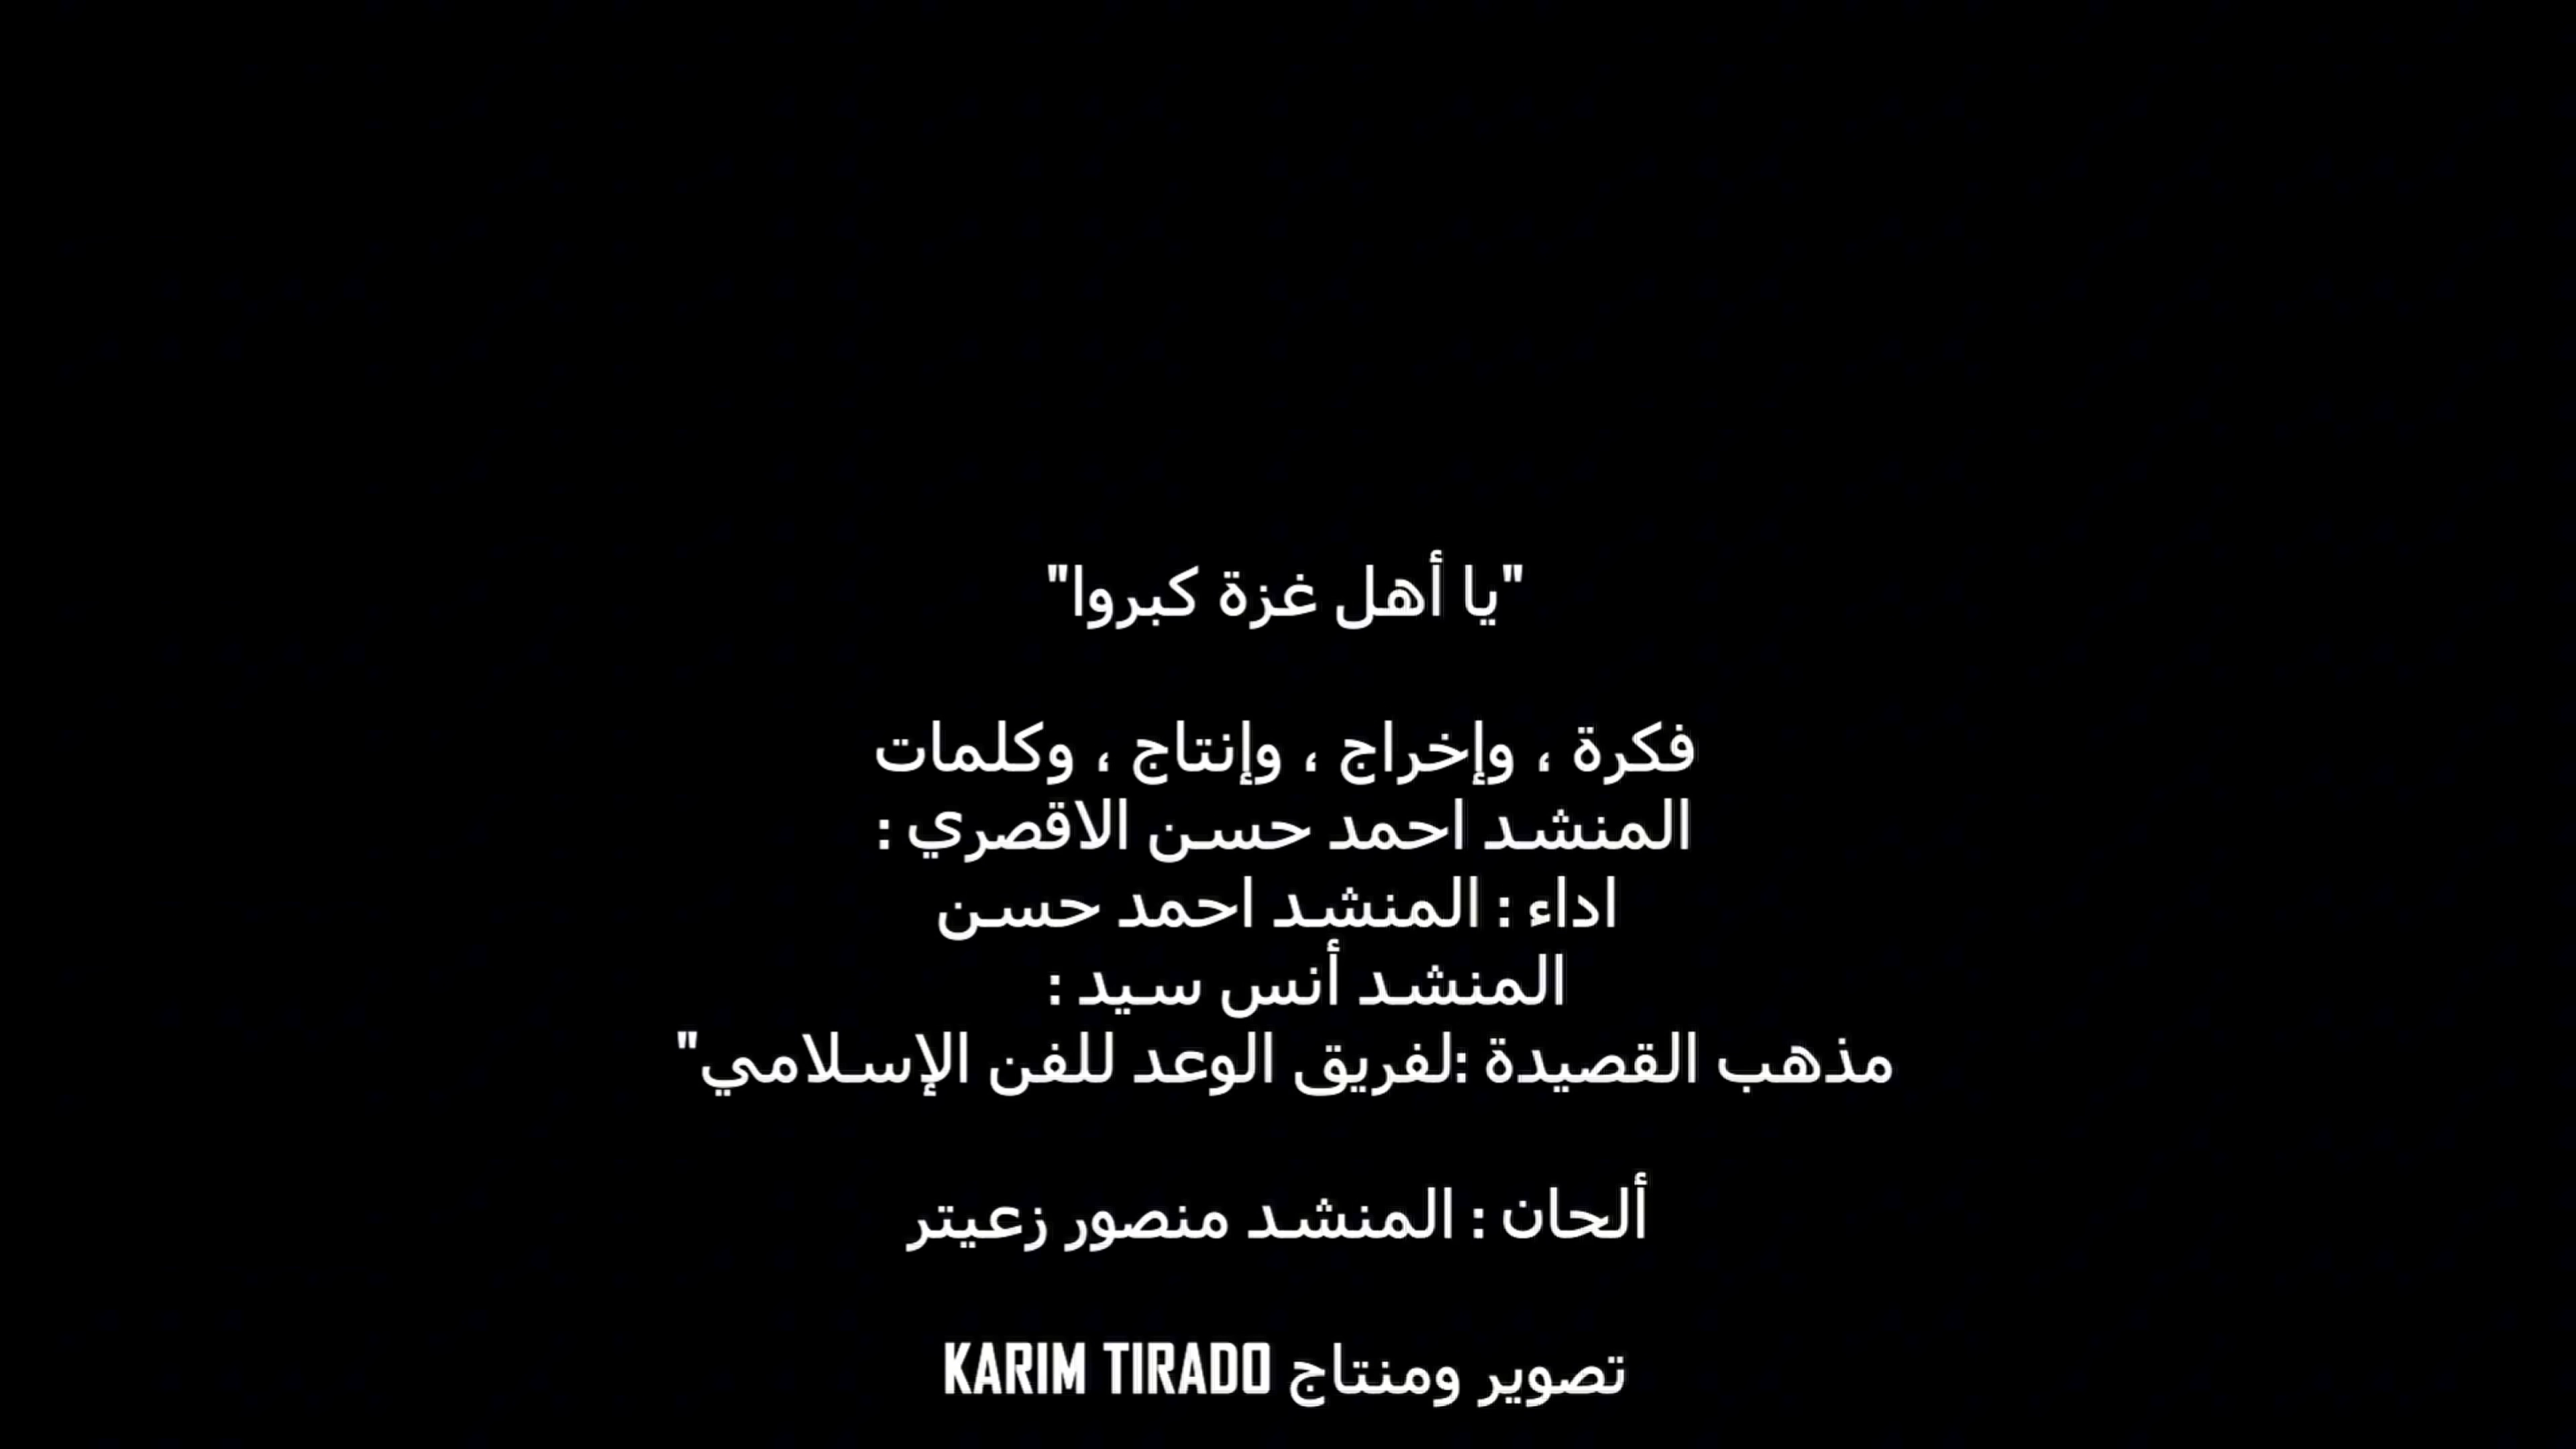 "يا أهل غزة كبروا"
فكرة ، وإخراج ، وإنتاج ، وكلمات
المنشد احمد حسن الاقصري :
اداء : المنشد احمد حسن
المنشد أنس سيد :
مذهب القصيدة :لفريق الوعد للفن الإسلامي"
ألحان : المنشد منصور زعيتر
تصوير ومنتاج KARIM TIRADO